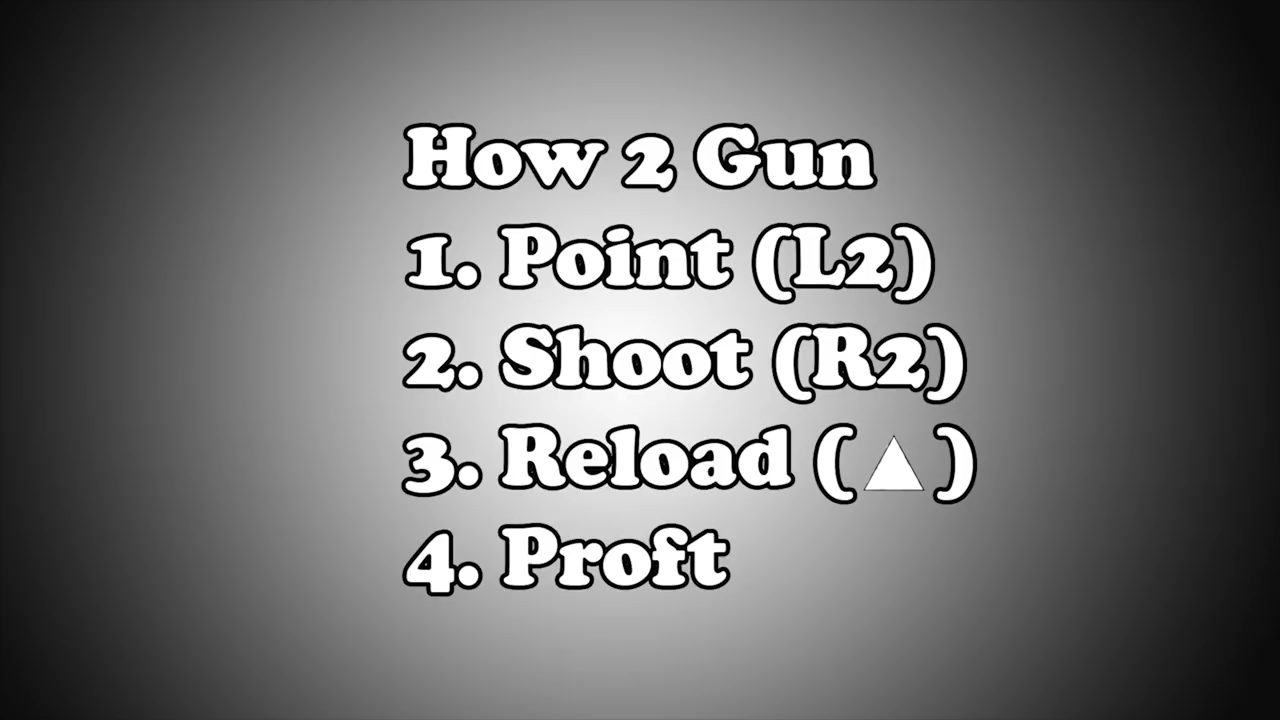 How 2 Gun
1. Point (L2)
2. Shoot (R2)
3. Reload (▲)
4. Proft